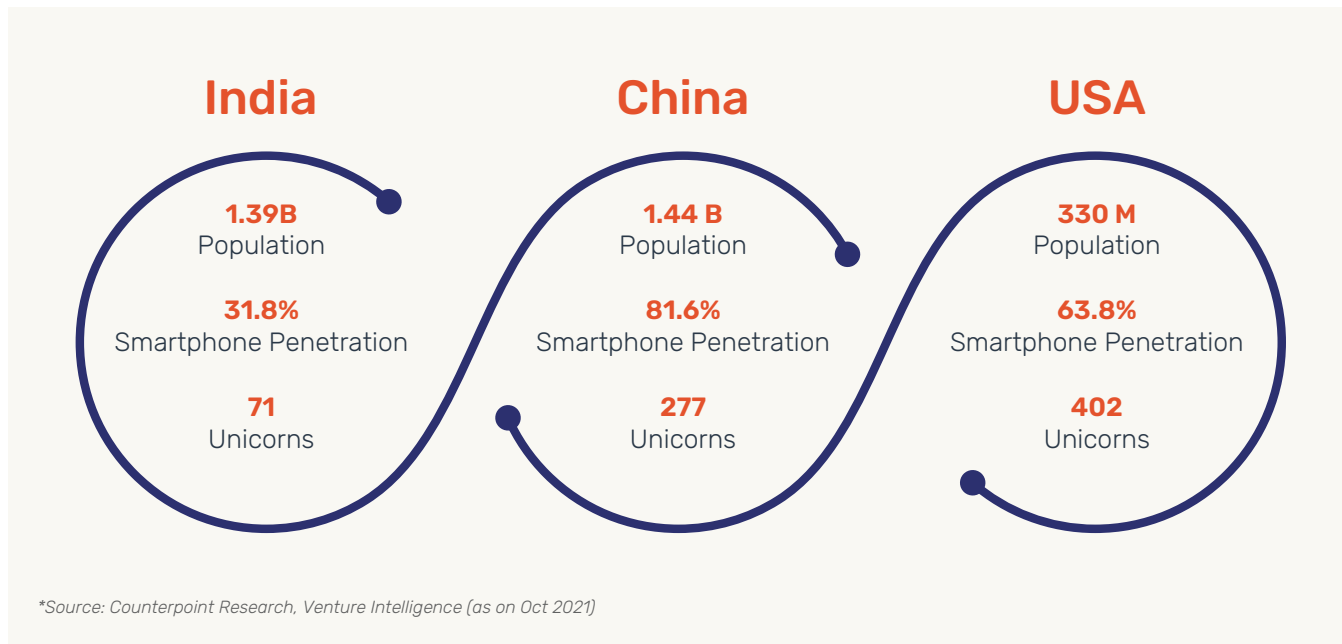 India
1.39B
Population
31.8%
Smartphone Penetration
71
Unicorns
China
1.44 B
Population
81.6%
Smartphone Penetration
277
Unicorns
USA
330 M
Population
63.8%
Smartphone Penetration
402
Unicorns
*Source: Counterpoint Research, Venture Intelligence (as on Oct 2021)